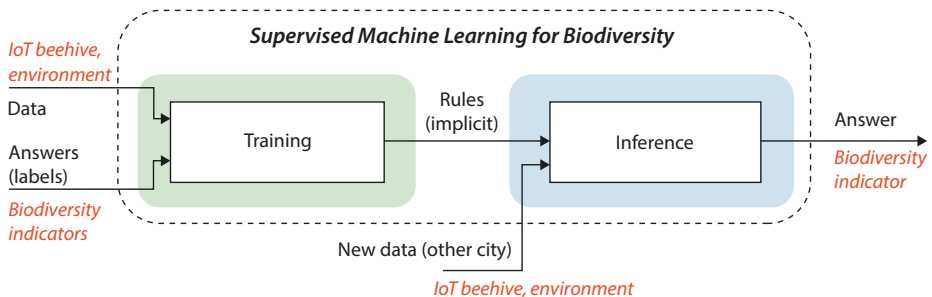 Supervised Machine Learning for Biodiversity
IoT beehive,
environment
Data
Answers
(labels)
Biodiversity
indicators
Training
Rules
(implicit)
Inference
Answer
Biodiversity
indicator
New data (other city)
IoT beehive, environment